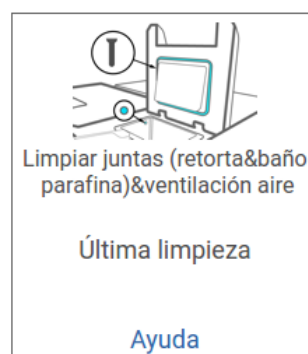 Limpiar juntas (retorta&baño
parafina)&ventilación aire
Última limpieza
Ayuda